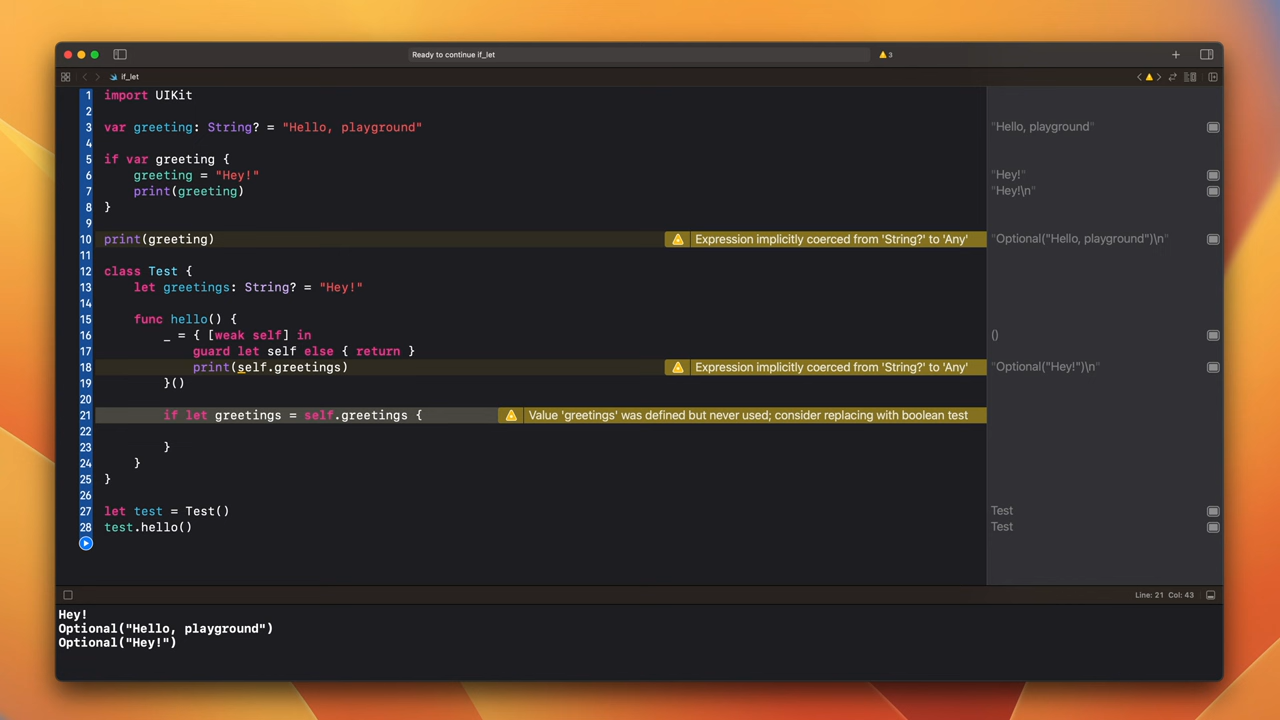 Ready to continue if_let
3
if_let
1 import UIKit "Hello, playground"
2
3 var greeting: String? = "Hello, playground"
4
5 if var greeting {
6 greeting = "Hey!" "Hey!"
7 print(greeting) "Hey!\n"
8 }
9
10 print(greeting) Expression implicitly coerced from 'String?' to 'Any' "Optional("Hello, playground")\n"
11
12 class Test {
13 let greetings: String? = "Hey!"
14
15 func hello() {
16 _ = { [weak self] in ()
17 guard let self else { return }
18 print(self.greetings) Expression implicitly coerced from 'String?' to 'Any' "Optional("Hey!")\n"
19 }()
20
21 if let greetings = self.greetings { Value 'greetings' was defined but never used; consider replacing with boolean test
22
23 }
24 }
25 }
26
27 let test = Test() Test
28 test.hello() Test
Line: 21 Col: 43
Hey!
Optional("Hello, playground")
Optional("Hey!")